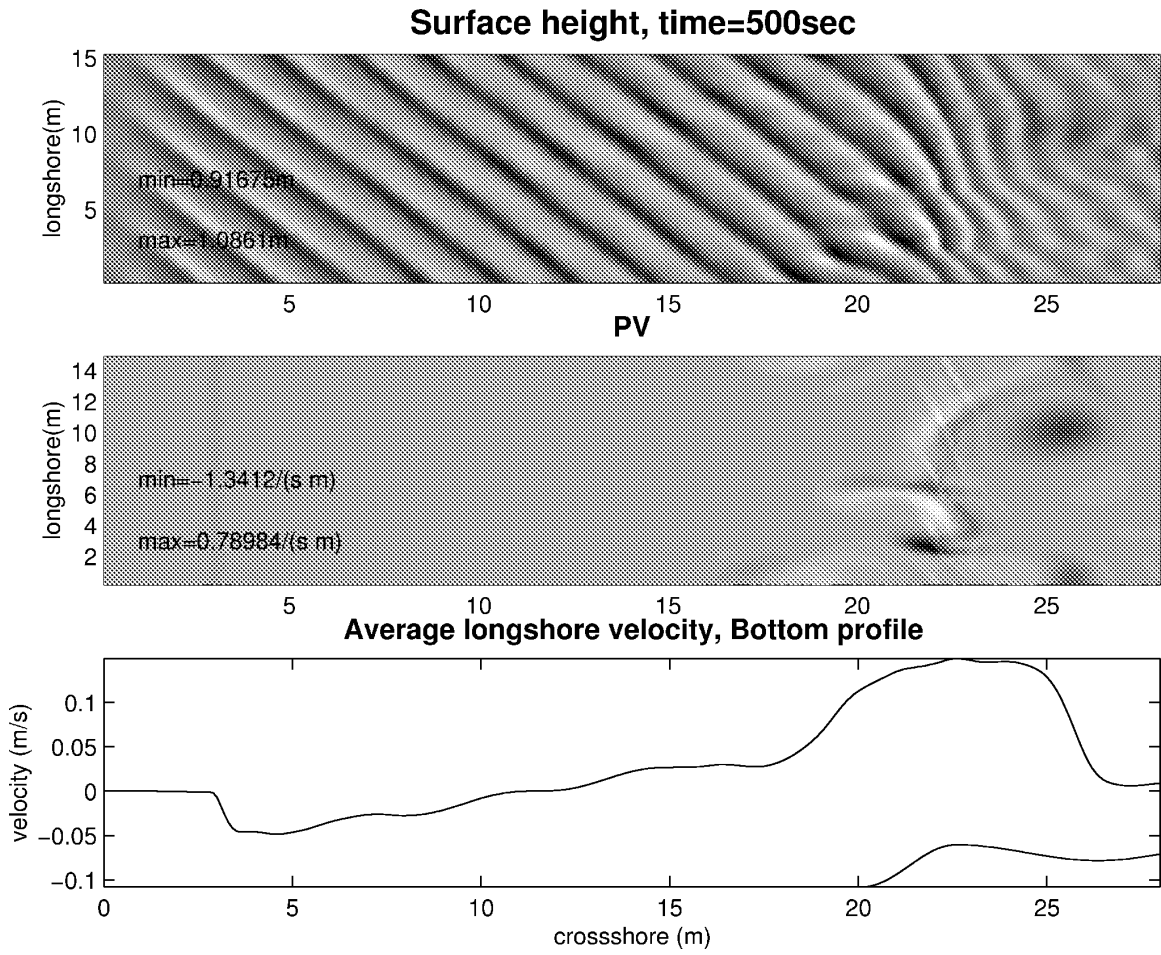 Surface height, time=500sec
15
10
5
longshore(m)
min=0.91675m
max=1.0861m
5 10 15 20 25
PV
14
12
10
8
6
4
2
longshore(m)
min=−1.3412/(s m)
max=0.78984/(s m)
5 10 15 20 25
Average longshore velocity, Bottom profile
0.1
0.05
0
−0.05
−0.1
velocity (m/s)
0 5 10 15 20 25
crossshore (m)